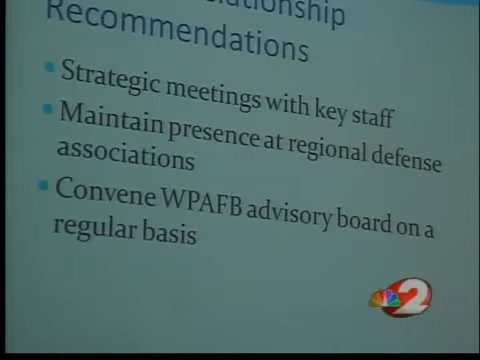 Relationship
Recommendations
Strategic meetings with key staff
Maintain presence at regional defense
associations
Convene WPAFB advisory board on a
regular basis
2